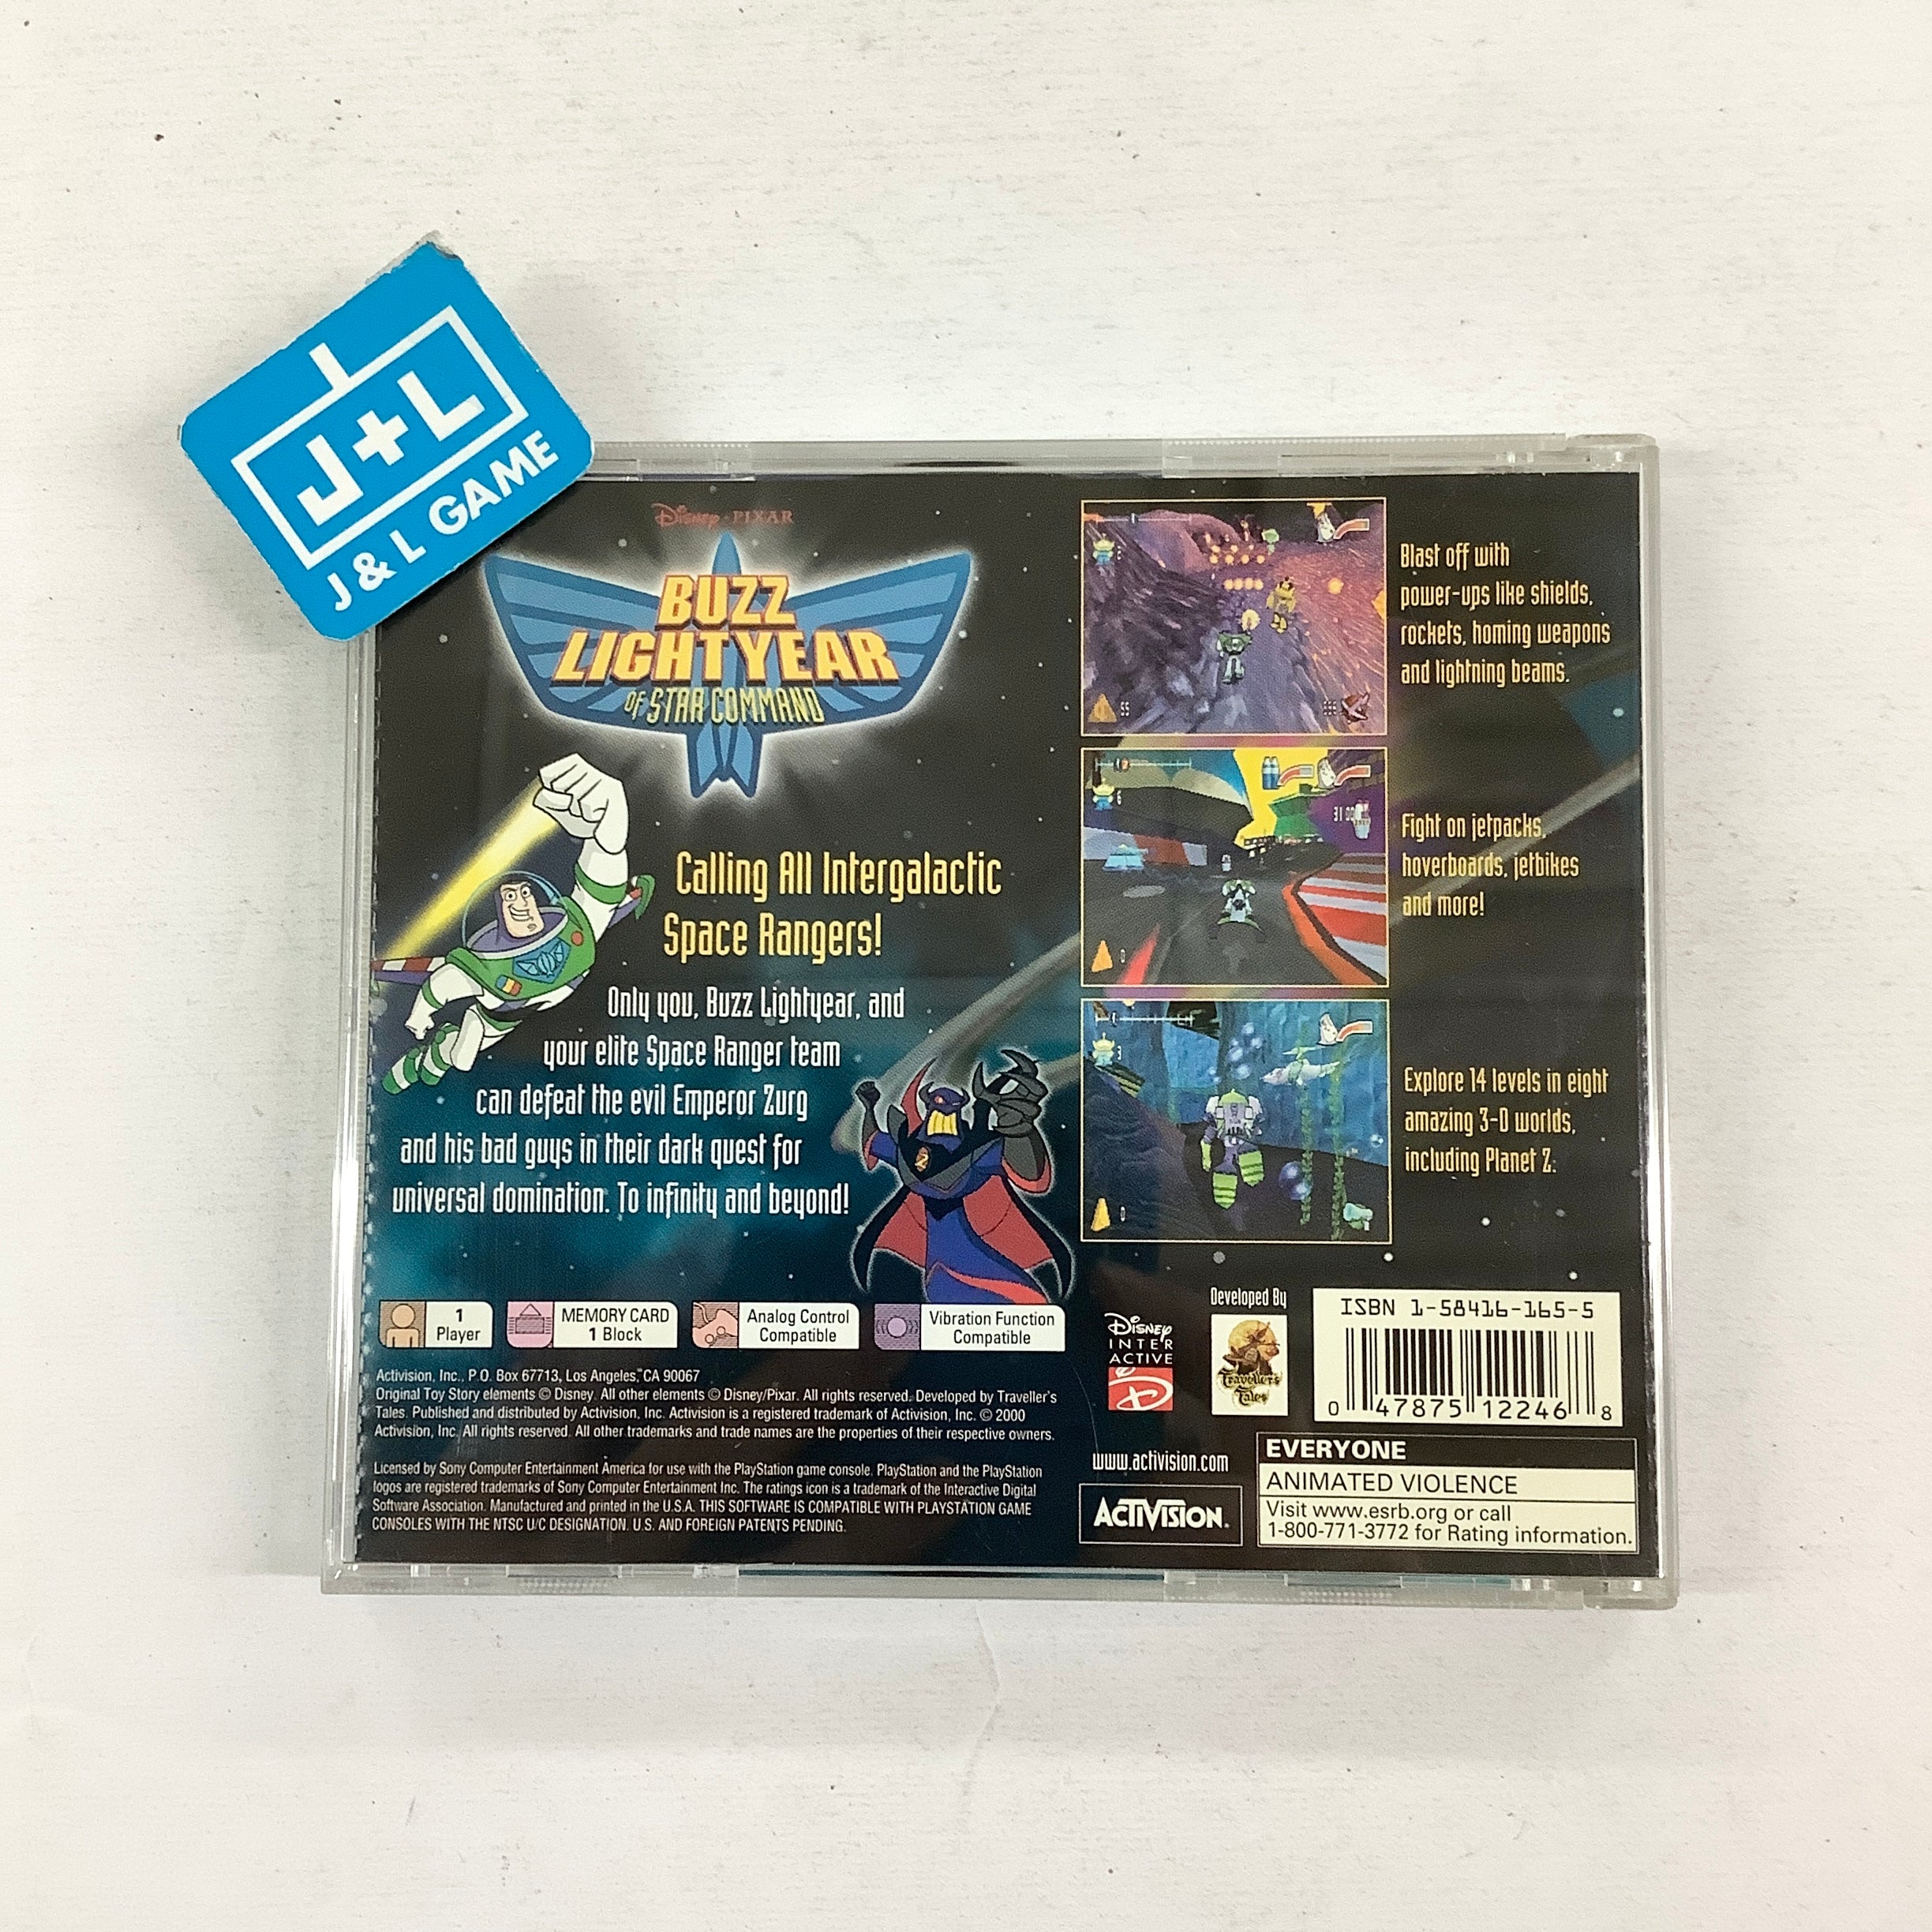 J+L
J & L GAME
Disney · PIXAR
BUZZ
LIGHTYEAR
OF STAR COMMAND
Calling All Intergalactic
Space Rangers!
Only you, Buzz Lightyear, and
your elite Space Ranger team
can defeat the evil Emperor Zurg
and his bad guys in their dark quest for
universal domination. To infinity and beyond!
Blast off with
power-ups like shields,
rockets, homing weapons
and lightning beams.
Fight on jetpacks,
hoverboards, jetbikes
and more!
Explore 14 levels in eight
amazing 3-D worlds,
including Planet Z.
1
Player
MEMORY CARD
1 Block
Analog Control
Compatible
Vibration Function
Compatible
Activision, Inc., P.O. Box 67713, Los Angeles, CA 90067
Original Toy Story elements © Disney. All other elements © Disney/Pixar. All rights reserved. Developed by Traveller's
Tales. Published and distributed by Activision, Inc. Activision is a registered trademark of Activision, Inc. © 2000
Activision, Inc. All rights reserved. All other trademarks and trade names are the properties of their respective owners.
Licensed by Sony Computer Entertainment America for use with the PlayStation game console. PlayStation and the PlayStation
logos are registered trademarks of Sony Computer Entertainment Inc. The ratings icon is a trademark of the Interactive Digital
Software Association. Manufactured and printed in the U.S.A. THIS SOFTWARE IS COMPATIBLE WITH PLAYSTATION GAME
CONSOLES WITH THE NTSC U/C DESIGNATION. U.S. AND FOREIGN PATENTS PENDING.
Disney
INTER
ACTIVE
Developed By
Travellers
Tales
ISBN 1-58416-165-5
0 47875 12246 8
www.activision.com
ACTIVISION.
EVERYONE
ANIMATED VIOLENCE
Visit www.esrb.org or call
1-800-771-3772 for Rating information.